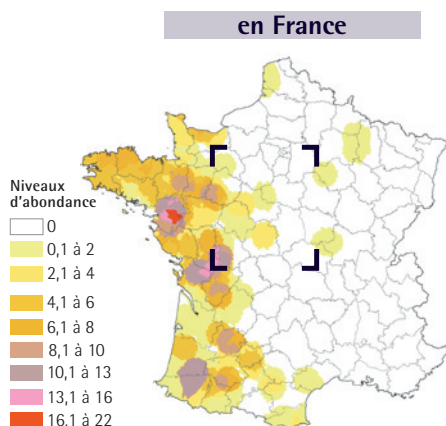 en France
Niveaux
d'abondance
0
0,1 à 2
2,1 à 4
4,1 à 6
6,1 à 8
8,1 à 10
10,1 à 13
13,1 à 16
16,1 à 22